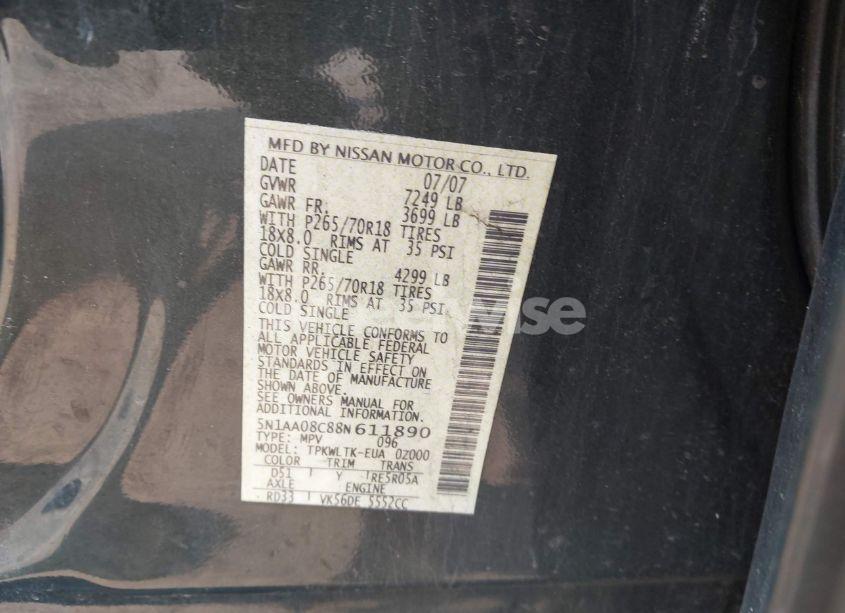 MFD BY NISSAN MOTOR CO., LTD.
DATE 07/07
GVWR 7249 LB
GAWR FR. 3699 LB
WITH P265/70R18 TIRES
18X8.0 RIMS AT 35 PSI
COLD SINGLE
GAWR RR. 4299 LB
WITH P265/70R18 TIRES
18X8.0 RIMS AT 35 PSI
COLD SINGLE
THIS VEHICLE CONFORMS TO
ALL APPLICABLE FEDERAL
MOTOR VEHICLE SAFETY
STANDARDS IN EFFECT ON
THE DATE OF MANUFACTURE
SHOWN ABOVE.
SEE OWNERS MANUAL FOR
ADDITIONAL INFORMATION.
5N1AA08C88N611890
TYPE: MPV 096
MODEL: TPKWLTK-EUA 0Z000
COLOR TRIM TRANS
D51 Y RE5R05A
AXLE ENGINE
RD33 VK56DE 5552CC